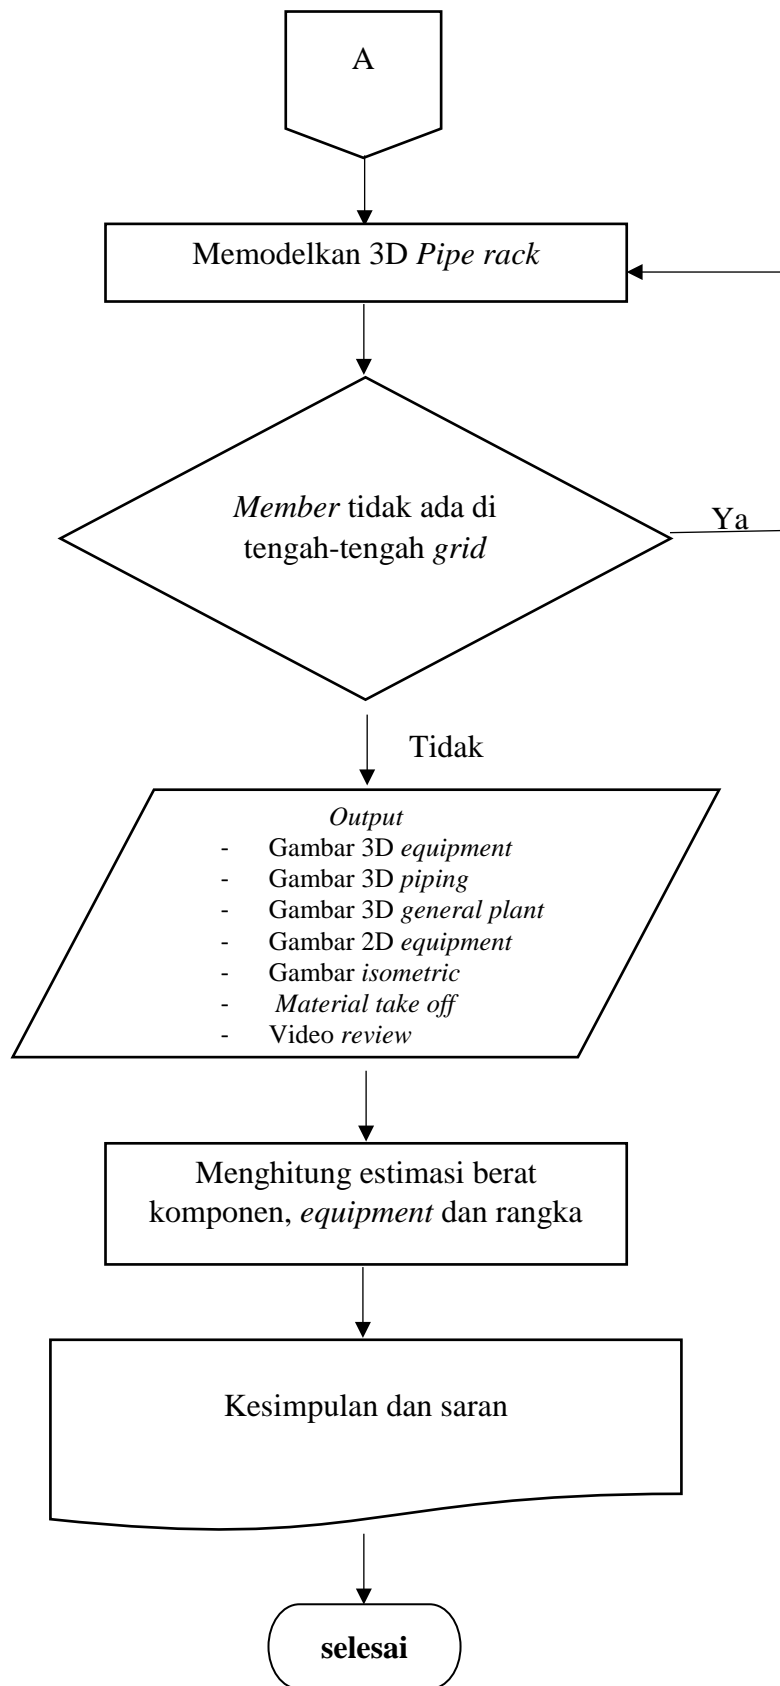 A
Memodelkan 3D Pipe rack
Member tidak ada di
tengah-tengah grid
Ya
Tidak
Output
- Gambar 3D equipment
- Gambar 3D piping
- Gambar 3D general plant
- Gambar 2D equipment
- Gambar isometric
- Material take off
- Video review
Menghitung estimasi berat
komponen, equipment dan rangka
Kesimpulan dan saran
selesai